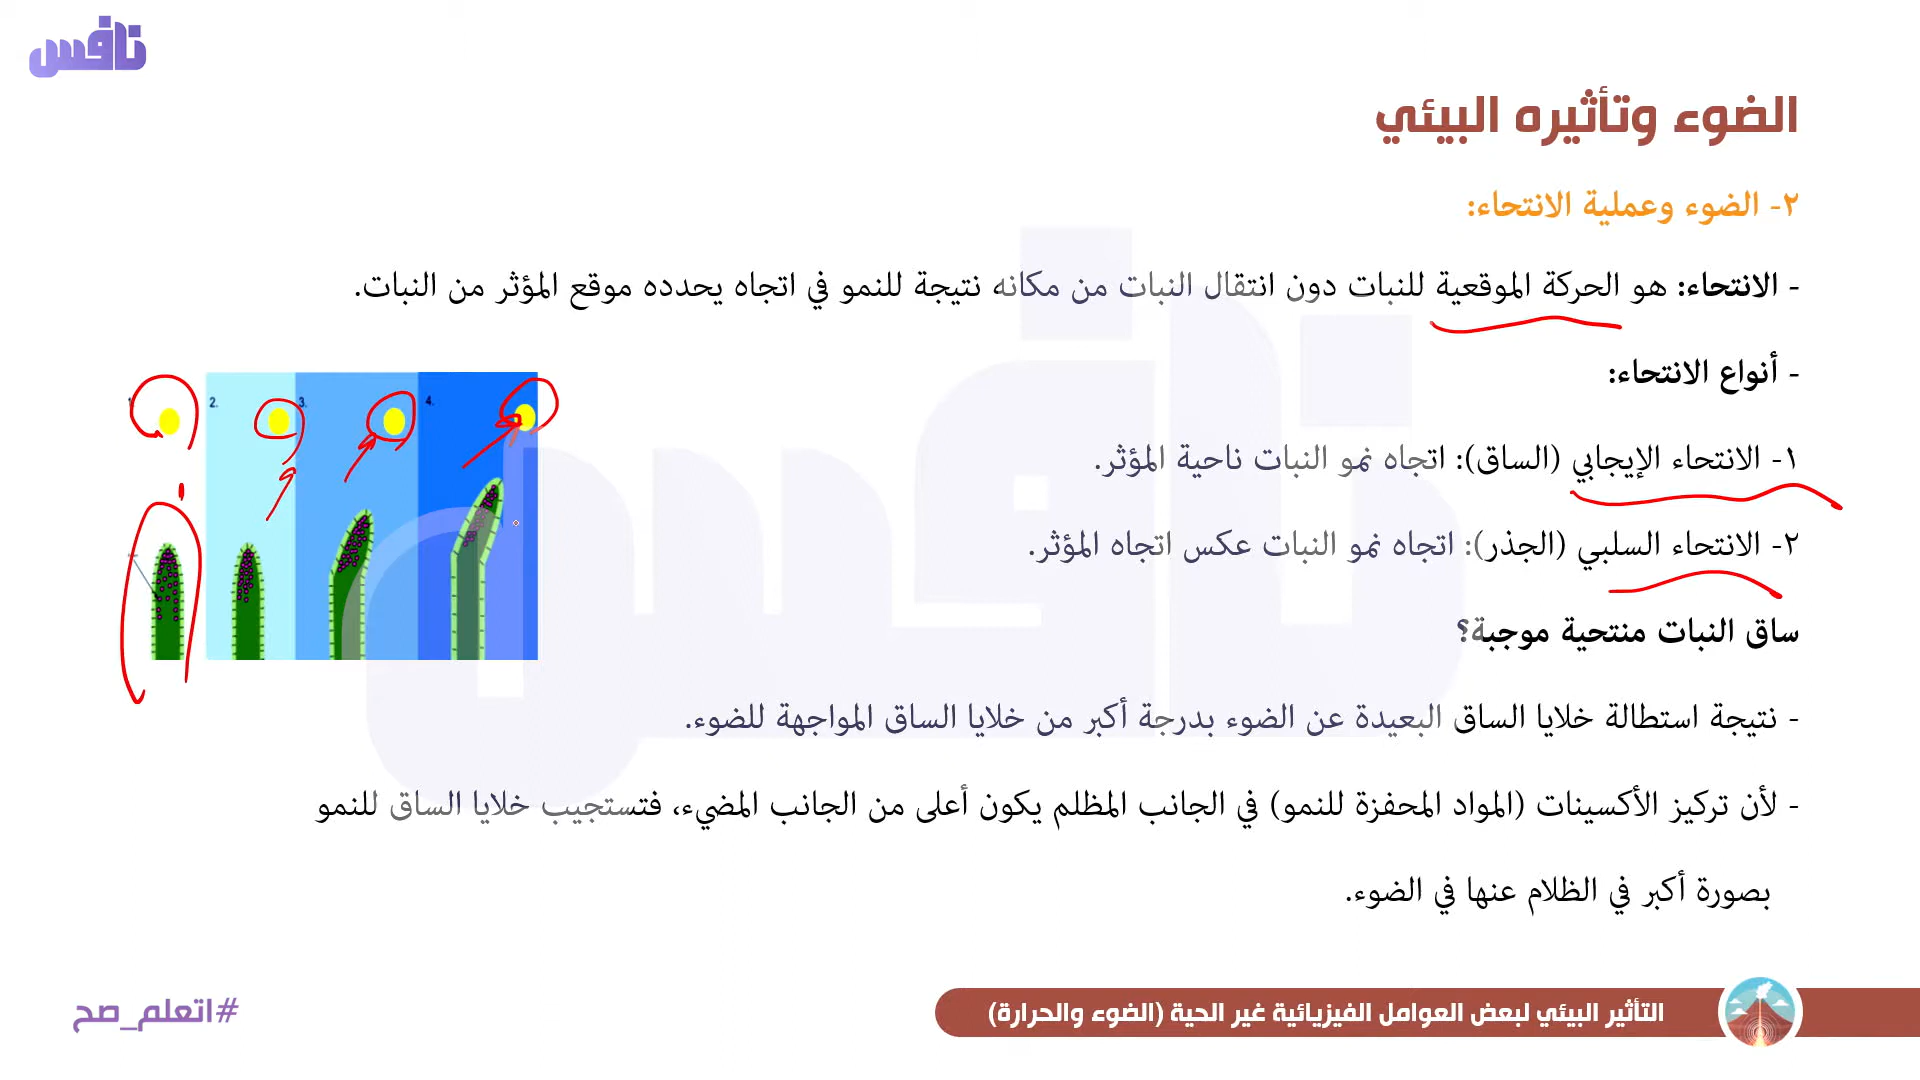 نافس
الضوء وتأثيره البيئي
٢- الضوء وعملية الانتحاء:
- الانتحاء: هو الحركة الموقعية للنبات دون انتقال النبات من مكانه نتيجة للنمو في اتجاه يحدده موقع المؤثر من النبات.
- أنواع الانتحاء:
١- الانتحاء الإيجابي (الساق): اتجاه نمو النبات ناحية المؤثر.
٢- الانتحاء السلبي (الجذر): اتجاه نمو النبات عكس اتجاه المؤثر.
ساق النبات منتحية موجبة؟
- نتيجة استطالة خلايا الساق البعيدة عن الضوء بدرجة أكبر من خلايا الساق المواجهة للضوء.
- لأن تركيز الأكسينات (المواد المحفزة للنمو) في الجانب المظلم يكون أعلى من الجانب المضيء، فتستجيب خلايا الساق للنمو
بصورة أكبر في الظلام عنها في الضوء.
2.
3.
4.
التأثير البيئي لبعض العوامل الفيزيائية غير الحية (الضوء والحرارة)
#اتعلم_صح